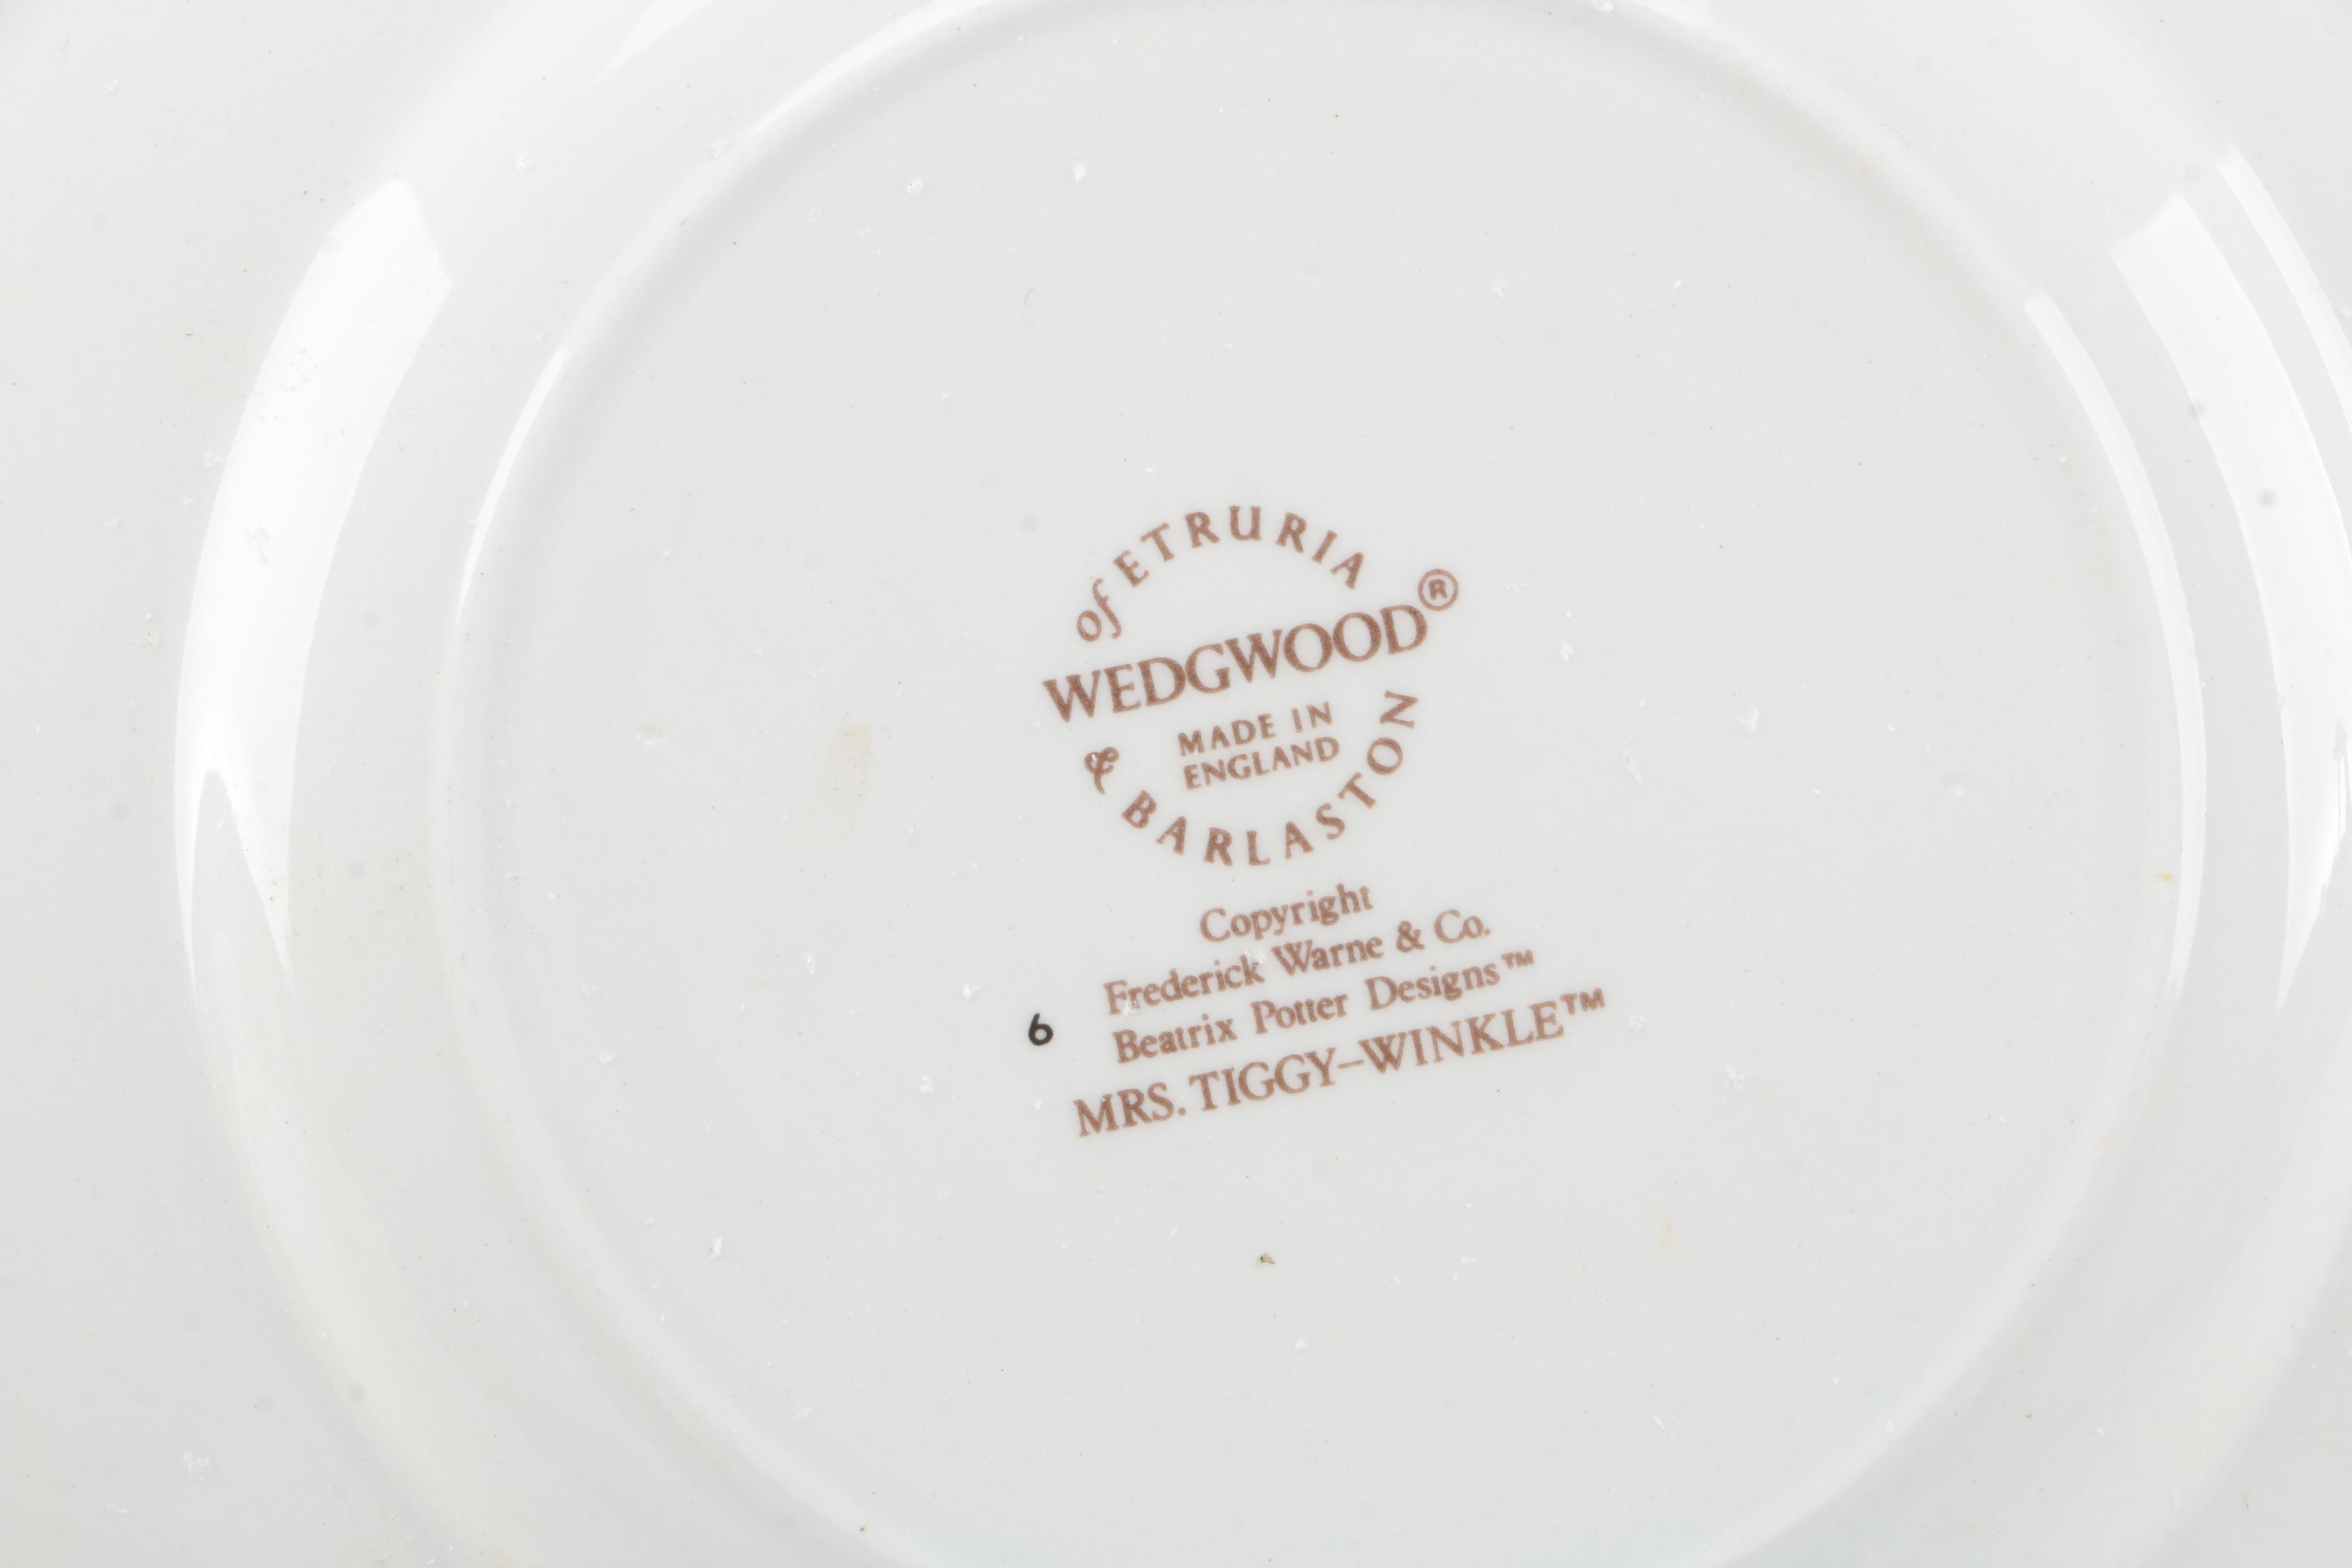 of ETRURIA
WEDGWOOD®
MADE IN
ENGLAND
& BARLASTON
Copyright
Frederick Warne & Co.
Beatrix Potter Designs™
6
MRS. TIGGY–WINKLE™